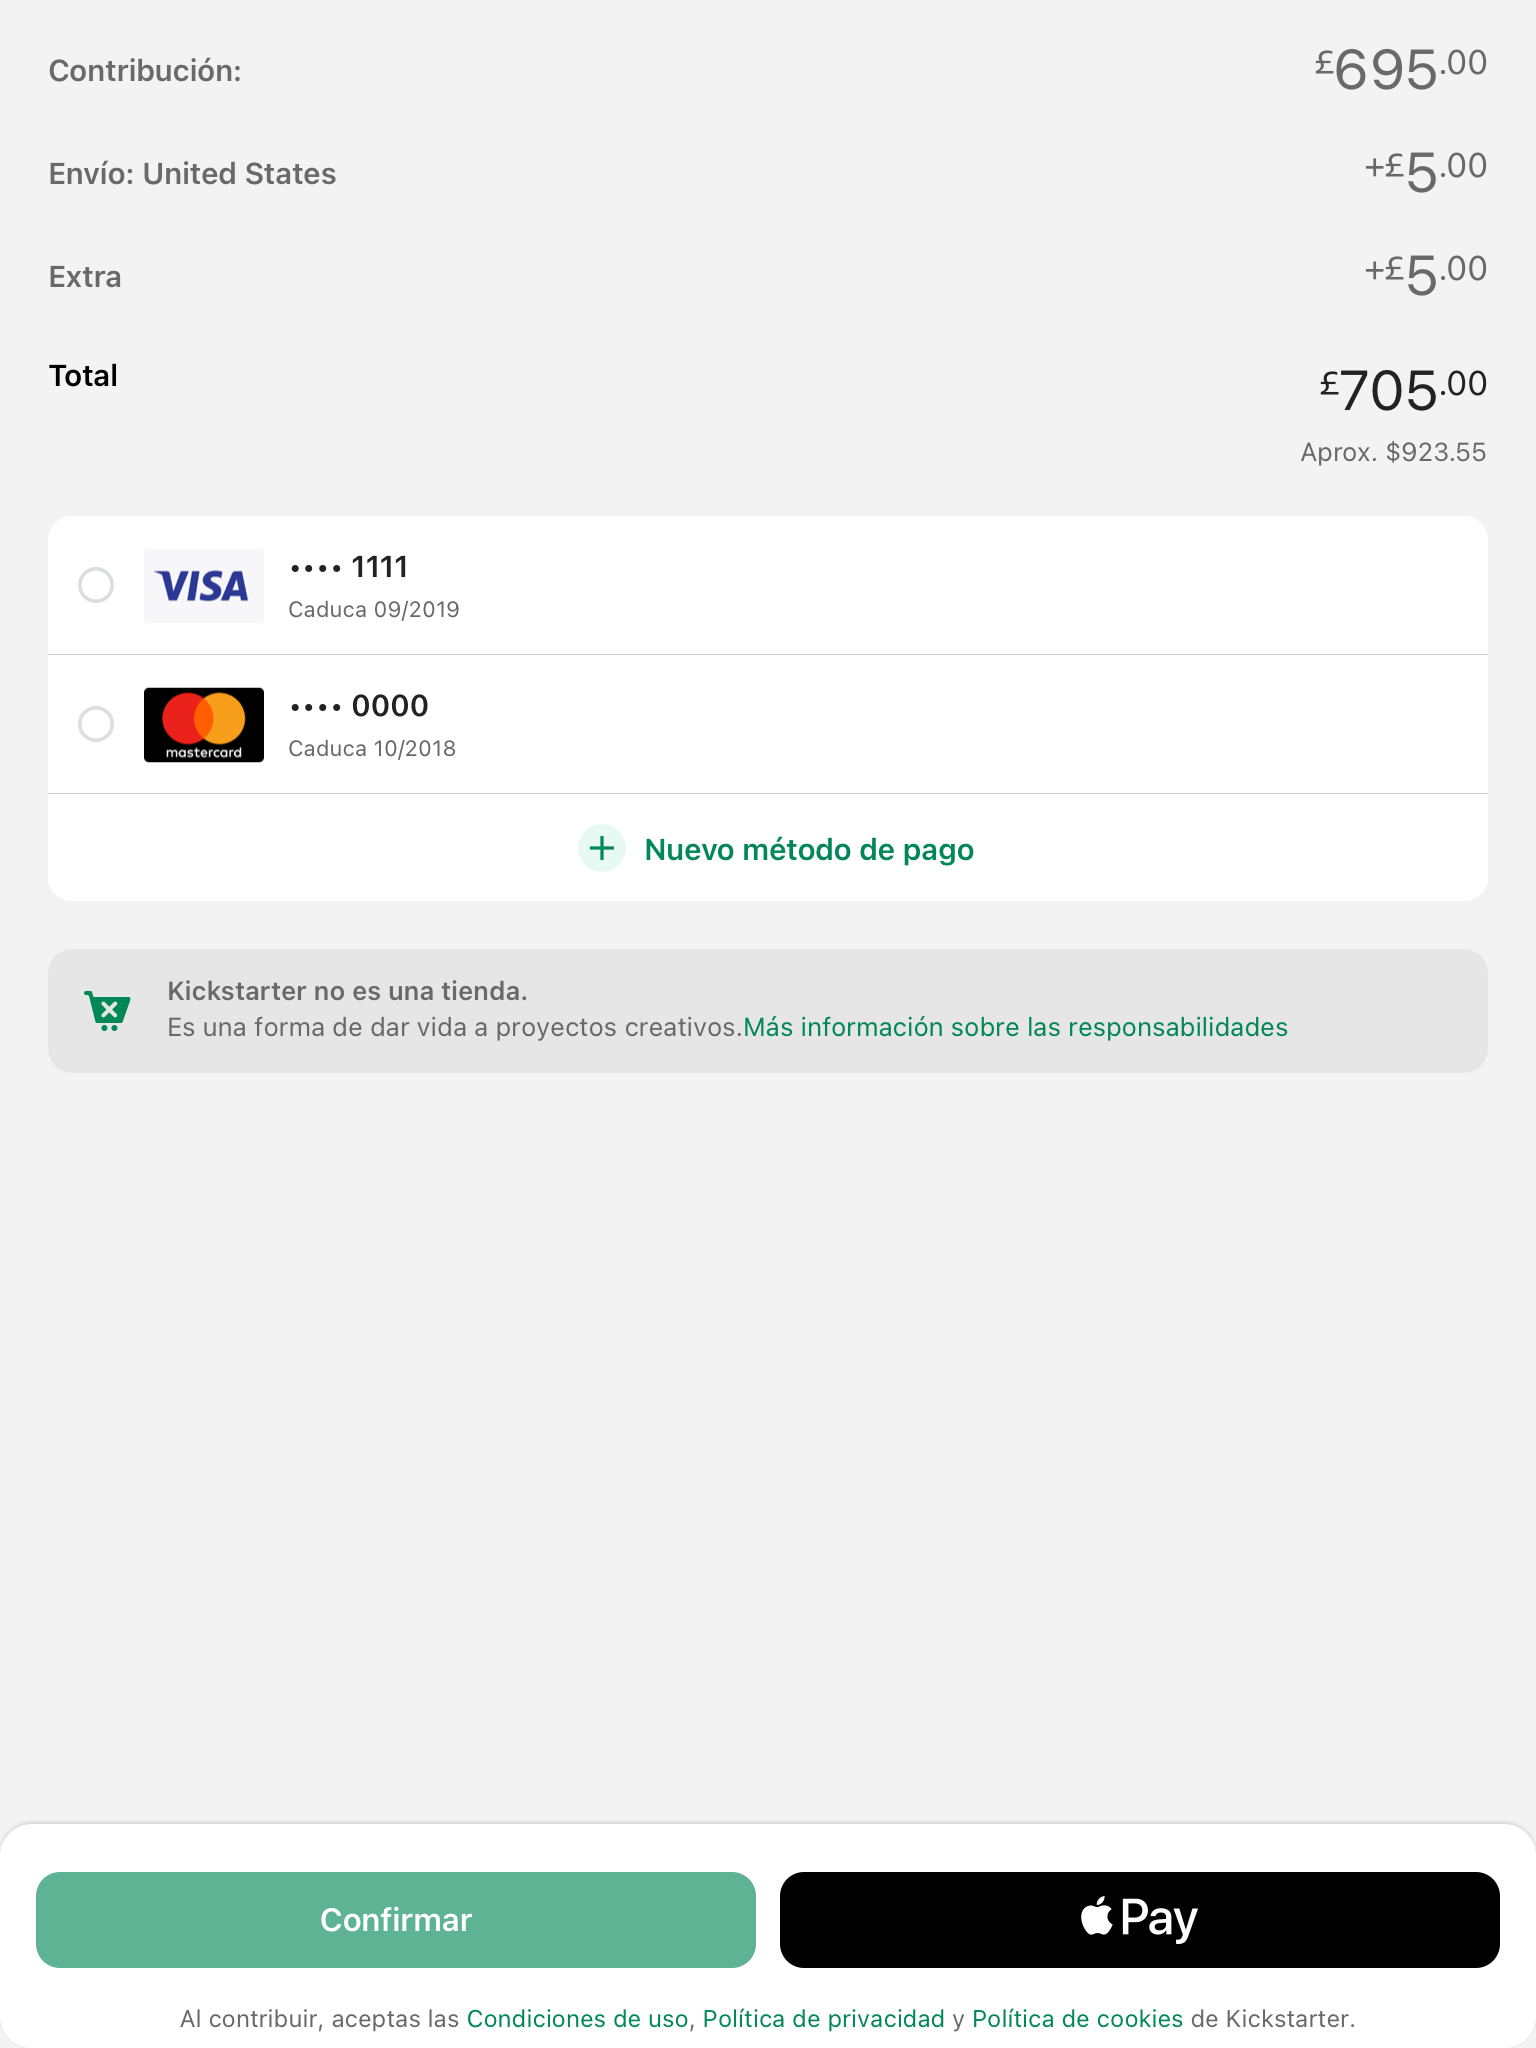 Contribución: £695.00
Envío: United States +£5.00
Extra +£5.00
Total £705.00
Aprox. $923.55
VISA •••• 1111
Caduca 09/2019
mastercard •••• 0000
Caduca 10/2018
+ Nuevo método de pago
Kickstarter no es una tienda.
Es una forma de dar vida a proyectos creativos.Más información sobre las responsabilidades
Confirmar Pay
Al contribuir, aceptas las Condiciones de uso, Política de privacidad y Política de cookies de Kickstarter.